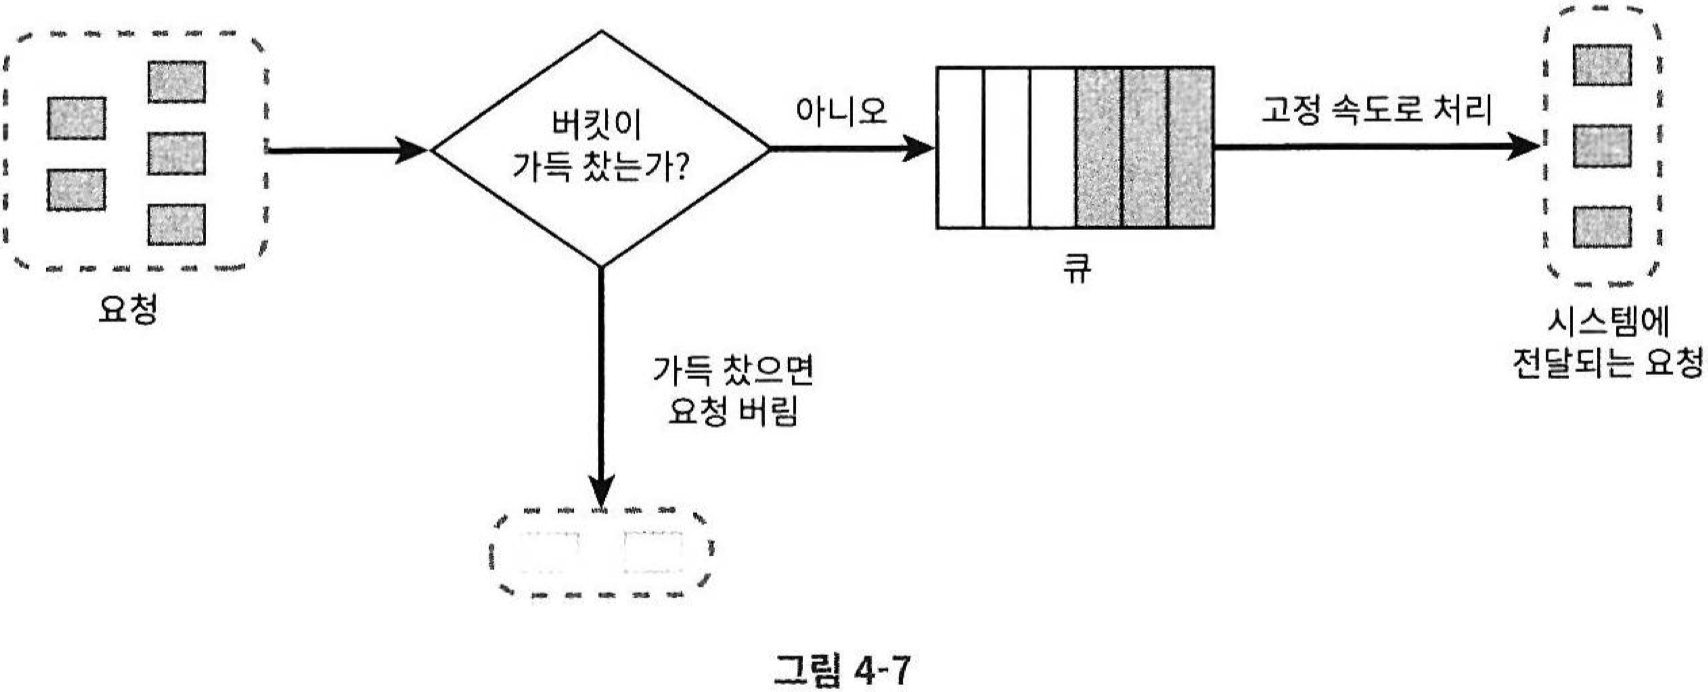 요청
버킷이
가득 찼는가?
아니오
가득 찼으면
요청 버림
큐
고정 속도로 처리
시스템에
전달되는 요청
그림 4-7